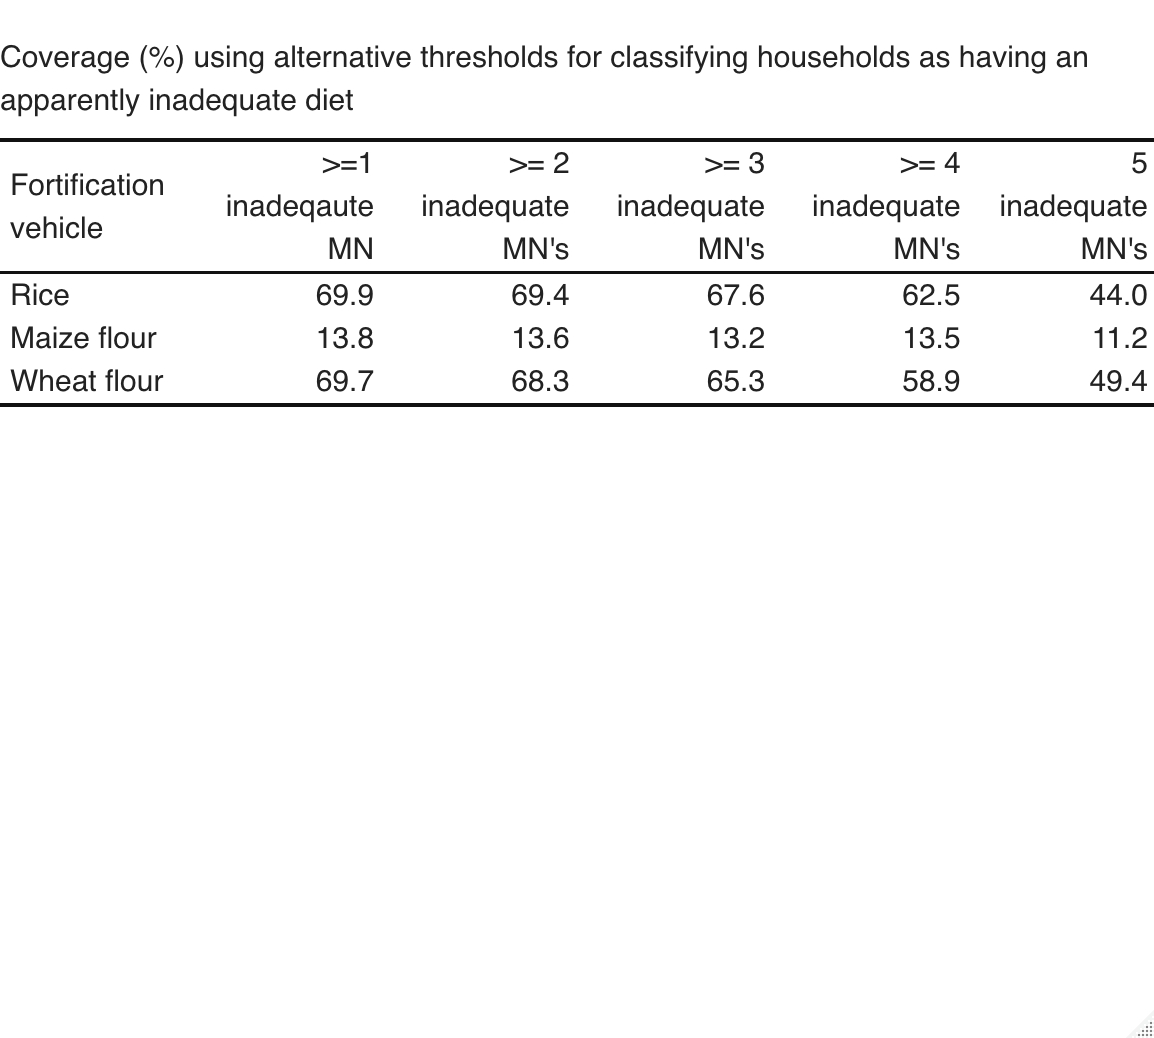 Coverage (%) using alternative thresholds for classifying households as having an
apparently inadequate diet
Fortification vehicle >=1 inadeqaute MN >= 2 inadequate MN's >= 3 inadequate MN's >= 4 inadequate MN's 5 inadequate MN's
Rice 69.9 69.4 67.6 62.5 44.0
Maize flour 13.8 13.6 13.2 13.5 11.2
Wheat flour 69.7 68.3 65.3 58.9 49.4